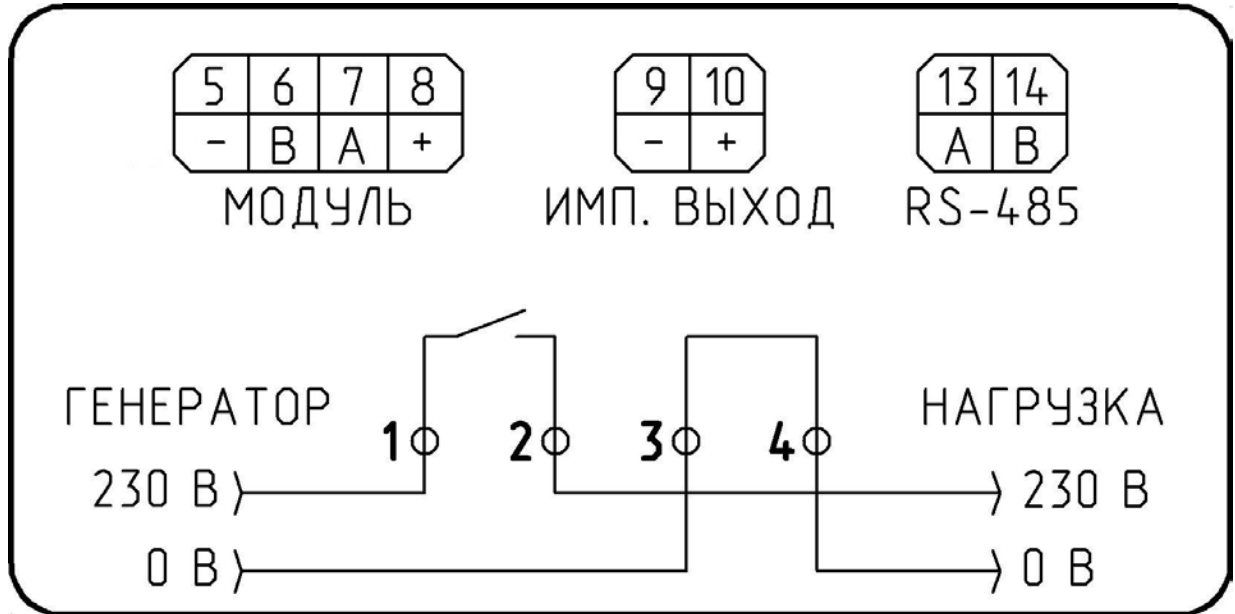 5 6 7 8
- В А +
МОДУЛЬ
9 10
- +
ИМП. ВЫХОД
13 14
А В
RS-485
ГЕНЕРАТОР
НАГРУЗКА
1 2 3 4
230 В
230 В
0 В
0 В